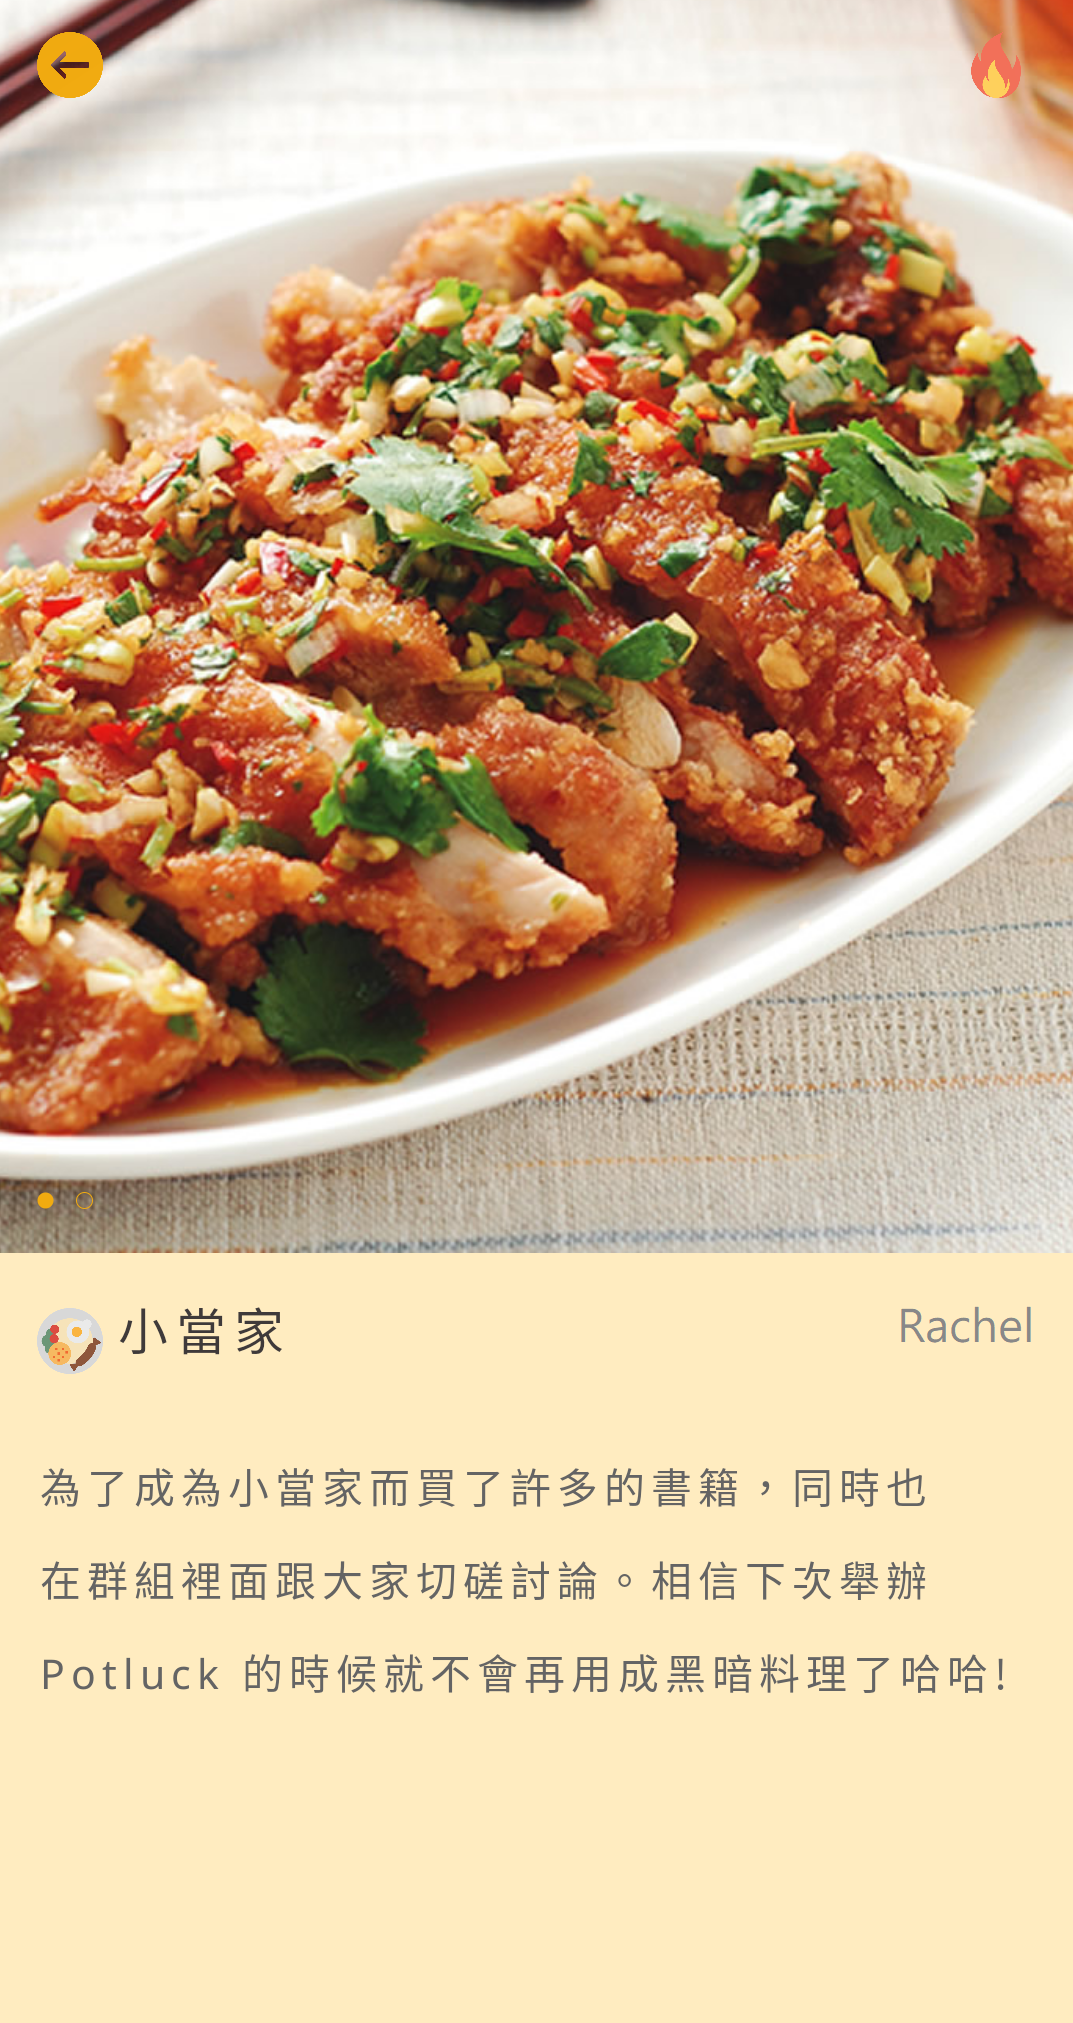 小當家
Rachel
為了成為小當家而買了許多的書籍，同時也
在群組裡面跟大家切磋討論。相信下次舉辦
Potluck 的時候就不會再用成黑暗料理了哈哈!